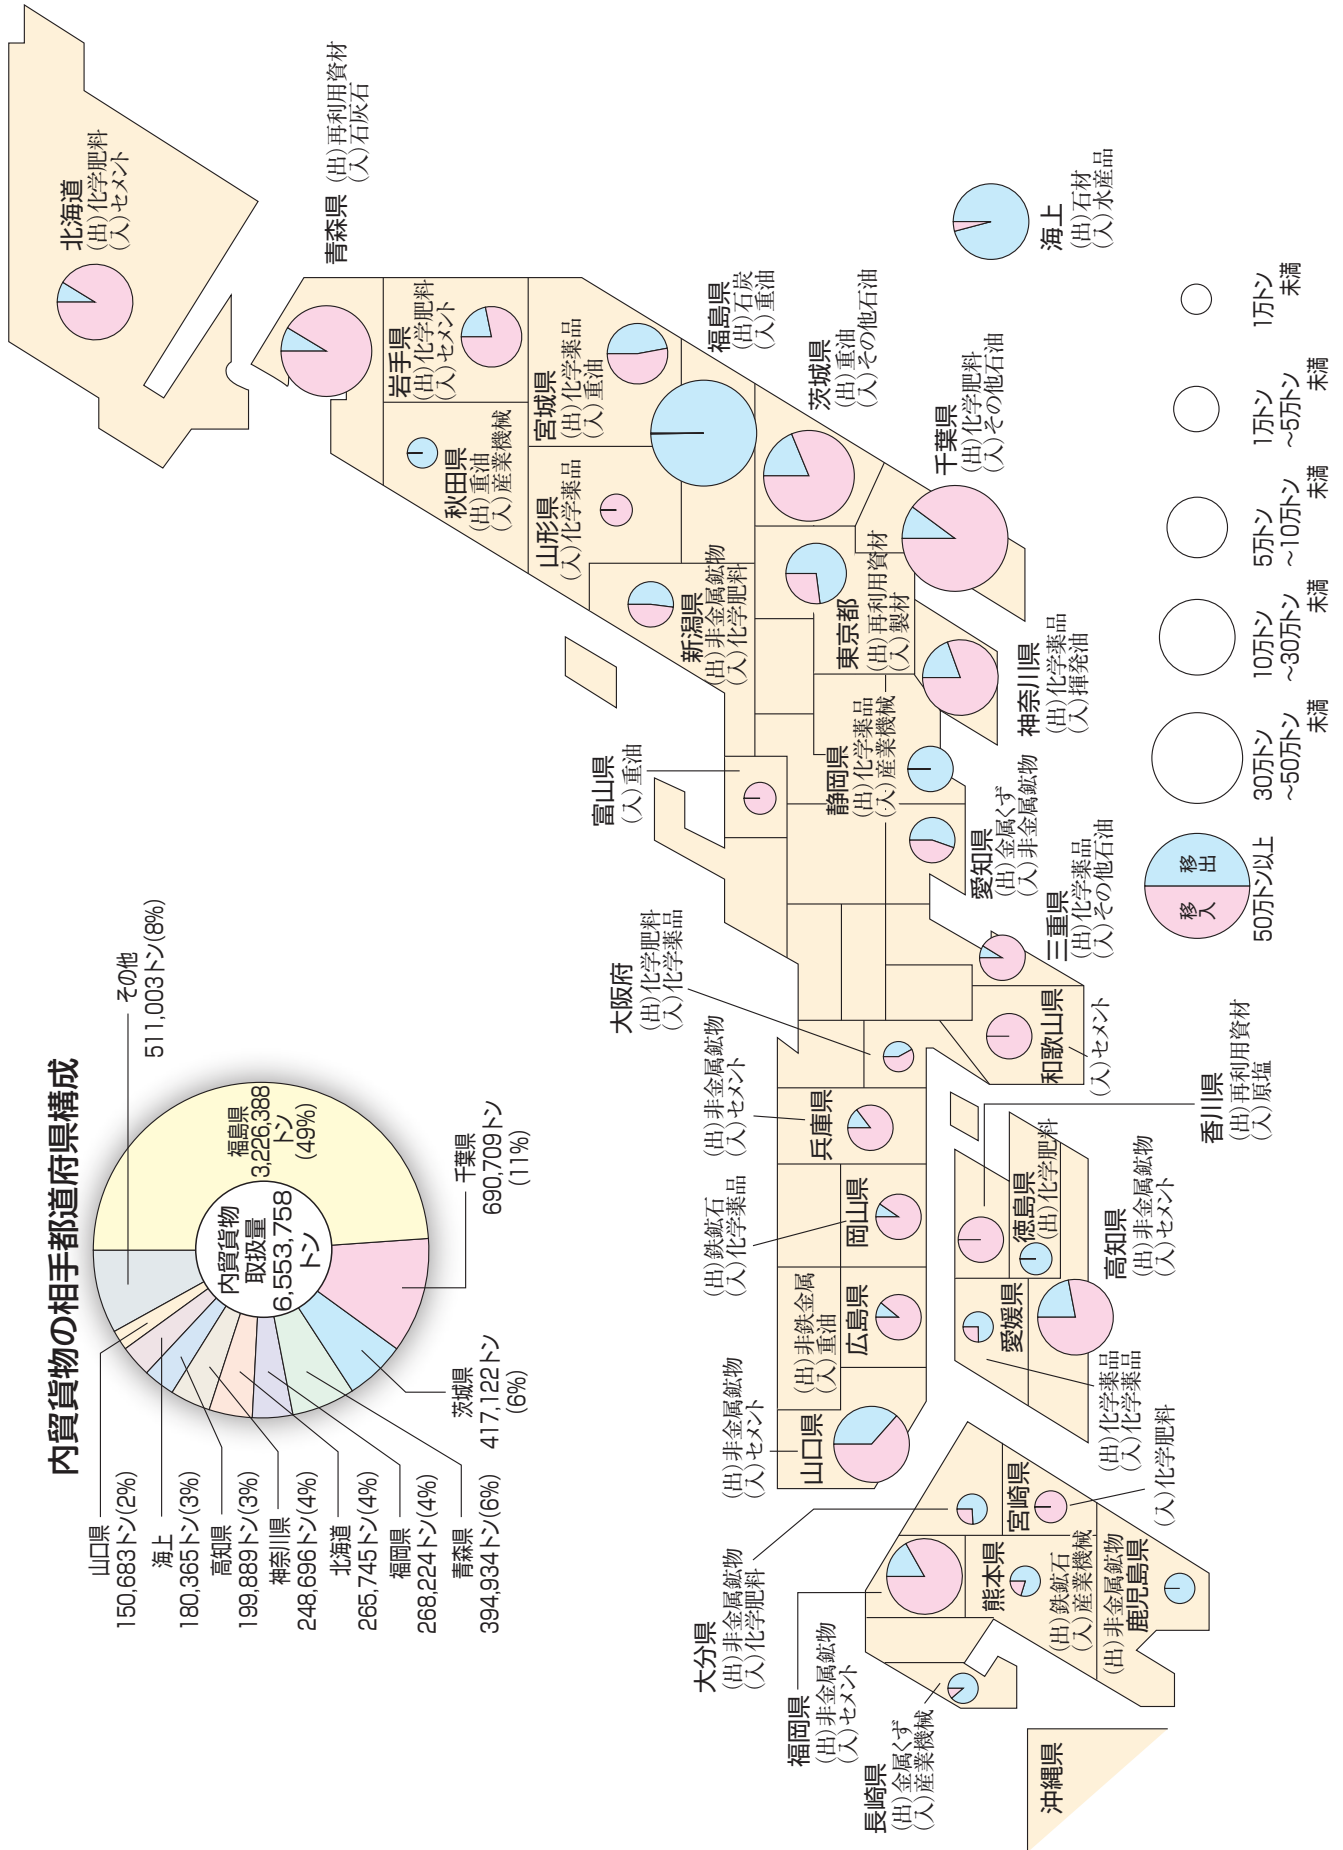 内貿貨物の相手都道府県構成
内貿貨物
取扱量
6,553,758
トン
福島県
3,226,388
トン
(49%)
千葉県
690,709トン
(11%)
茨城県
417,122トン
(6%)
青森県
394,934トン(6%)
福岡県
268,224トン(4%)
北海道
265,745トン(4%)
神奈川県
248,696トン(4%)
高知県
199,889トン(3%)
海上
180,365トン(3%)
山口県
150,683トン(2%)
その他
511,003トン(8%)
北海道
(出)化学肥料
(入)セメント
青森県
(出)再利用資材
(入)石灰石
岩手県
(出)化学肥料
(入)セメント
秋田県
(出)重油
(入)産業機械
宮城県
(出)化学薬品
(入)重油
山形県
(入)化学薬品
福島県
(出)石炭
(入)重油
新潟県
(出)非金属鉱物
(入)化学肥料
茨城県
(出)重油
(入)その他石油
千葉県
(出)化学肥料
(入)その他石油
東京都
(出)再利用資材
(入)製材
神奈川県
(出)化学薬品
(入)揮発油
富山県
(入)重油
静岡県
(出)化学薬品
(入)産業機械
愛知県
(出)金属くず
(入)非金属鉱物
三重県
(出)化学薬品
(入)その他石油
大阪府
(出)化学肥料
(入)化学薬品
和歌山県
(入)セメント
兵庫県
(出)非金属鉱物
(入)セメント
岡山県
(出)鉄鉱石
(入)化学薬品
広島県
(出)非鉄金属
(入)重油
山口県
(出)非金属鉱物
(入)セメント
香川県
(出)再利用資材
(入)原塩
徳島県
(出)化学肥料
高知県
(出)非金属鉱物
(入)セメント
愛媛県
(出)化学薬品
(入)化学薬品
福岡県
(出)非金属鉱物
(入)セメント
大分県
(出)非金属鉱物
(入)化学肥料
長崎県
(出)金属くず
(入)産業機械
熊本県
(出)鉄鉱石
(入)産業機械
宮崎県
(入)化学肥料
鹿児島県
(出)非金属鉱物
沖縄県
海上
(出)石材
(入)水産品
移入
移出
50万トン以上
30万トン
～50万トン
未満
10万トン
～30万トン
未満
5万トン
～10万トン
未満
1万トン
～5万トン
未満
1万トン
未満